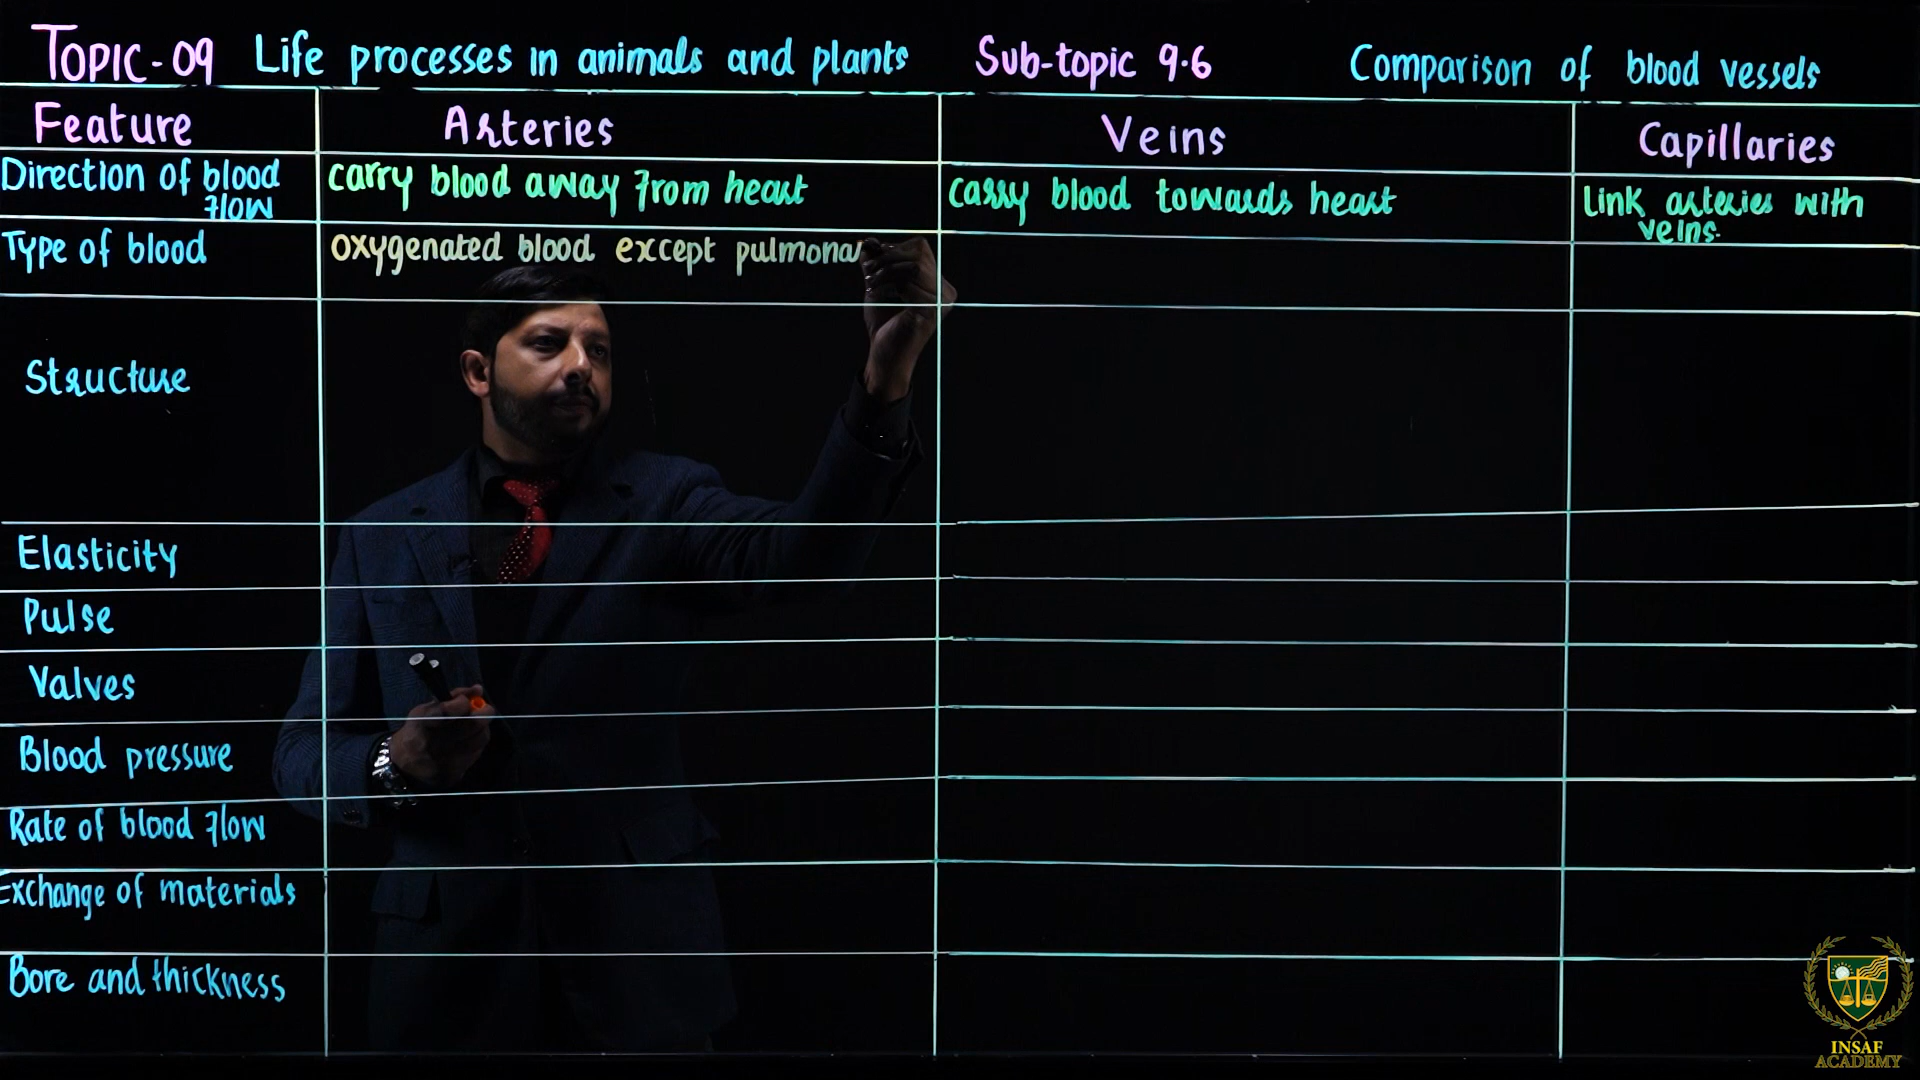 TOPIC-09 Life processes in animals and plants Sub-topic 9.6 Comparison of blood vessels
Feature Arteries Veins Capillaries
Direction of blood flow carry blood away from heart carry blood towards heart Link arteries with veins.
Type of blood oxygenated blood except pulmonar
Structure
Elasticity
Pulse
Valves
Blood pressure
Rate of blood flow
Exchange of materials
Bore and thickness
INSAF
ACADEMY